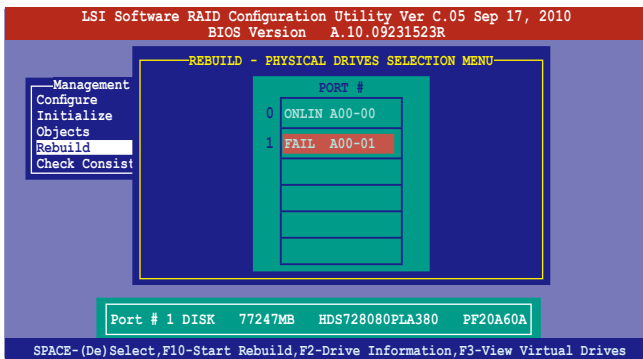 LSI Software RAID Configuration Utility Ver C.05 Sep 17, 2010
BIOS Version A.10.09231523R
REBUILD - PHYSICAL DRIVES SELECTION MENU
Management
Configure
Initialize
Objects
Rebuild
Check Consist
PORT #
0 ONLIN A00-00
1 FAIL A00-01
Port # 1 DISK 77247MB HDS728080PLA380 PF20A60A
SPACE-(De)Select,F10-Start Rebuild,F2-Drive Information,F3-View Virtual Drives